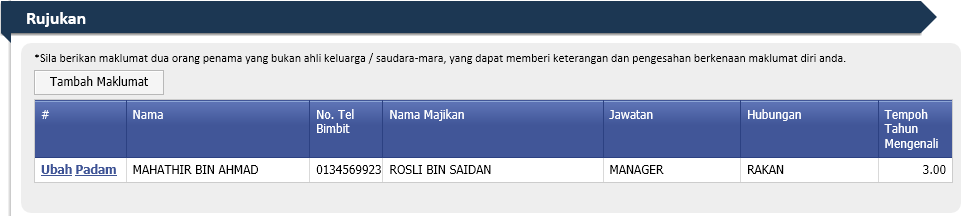 Rujukan
*Sila berikan maklumat dua orang penama yang bukan ahli keluarga / saudara-mara, yang dapat memberi keterangan dan pengesahan berkenaan maklumat diri anda.
Tambah Maklumat
# Nama No. Tel Bimbit Nama Majikan Jawatan Hubungan Tempoh Tahun Mengenali
Ubah Padam MAHATHIR BIN AHMAD 0134569923 ROSLI BIN SAIDAN MANAGER RAKAN 3.00